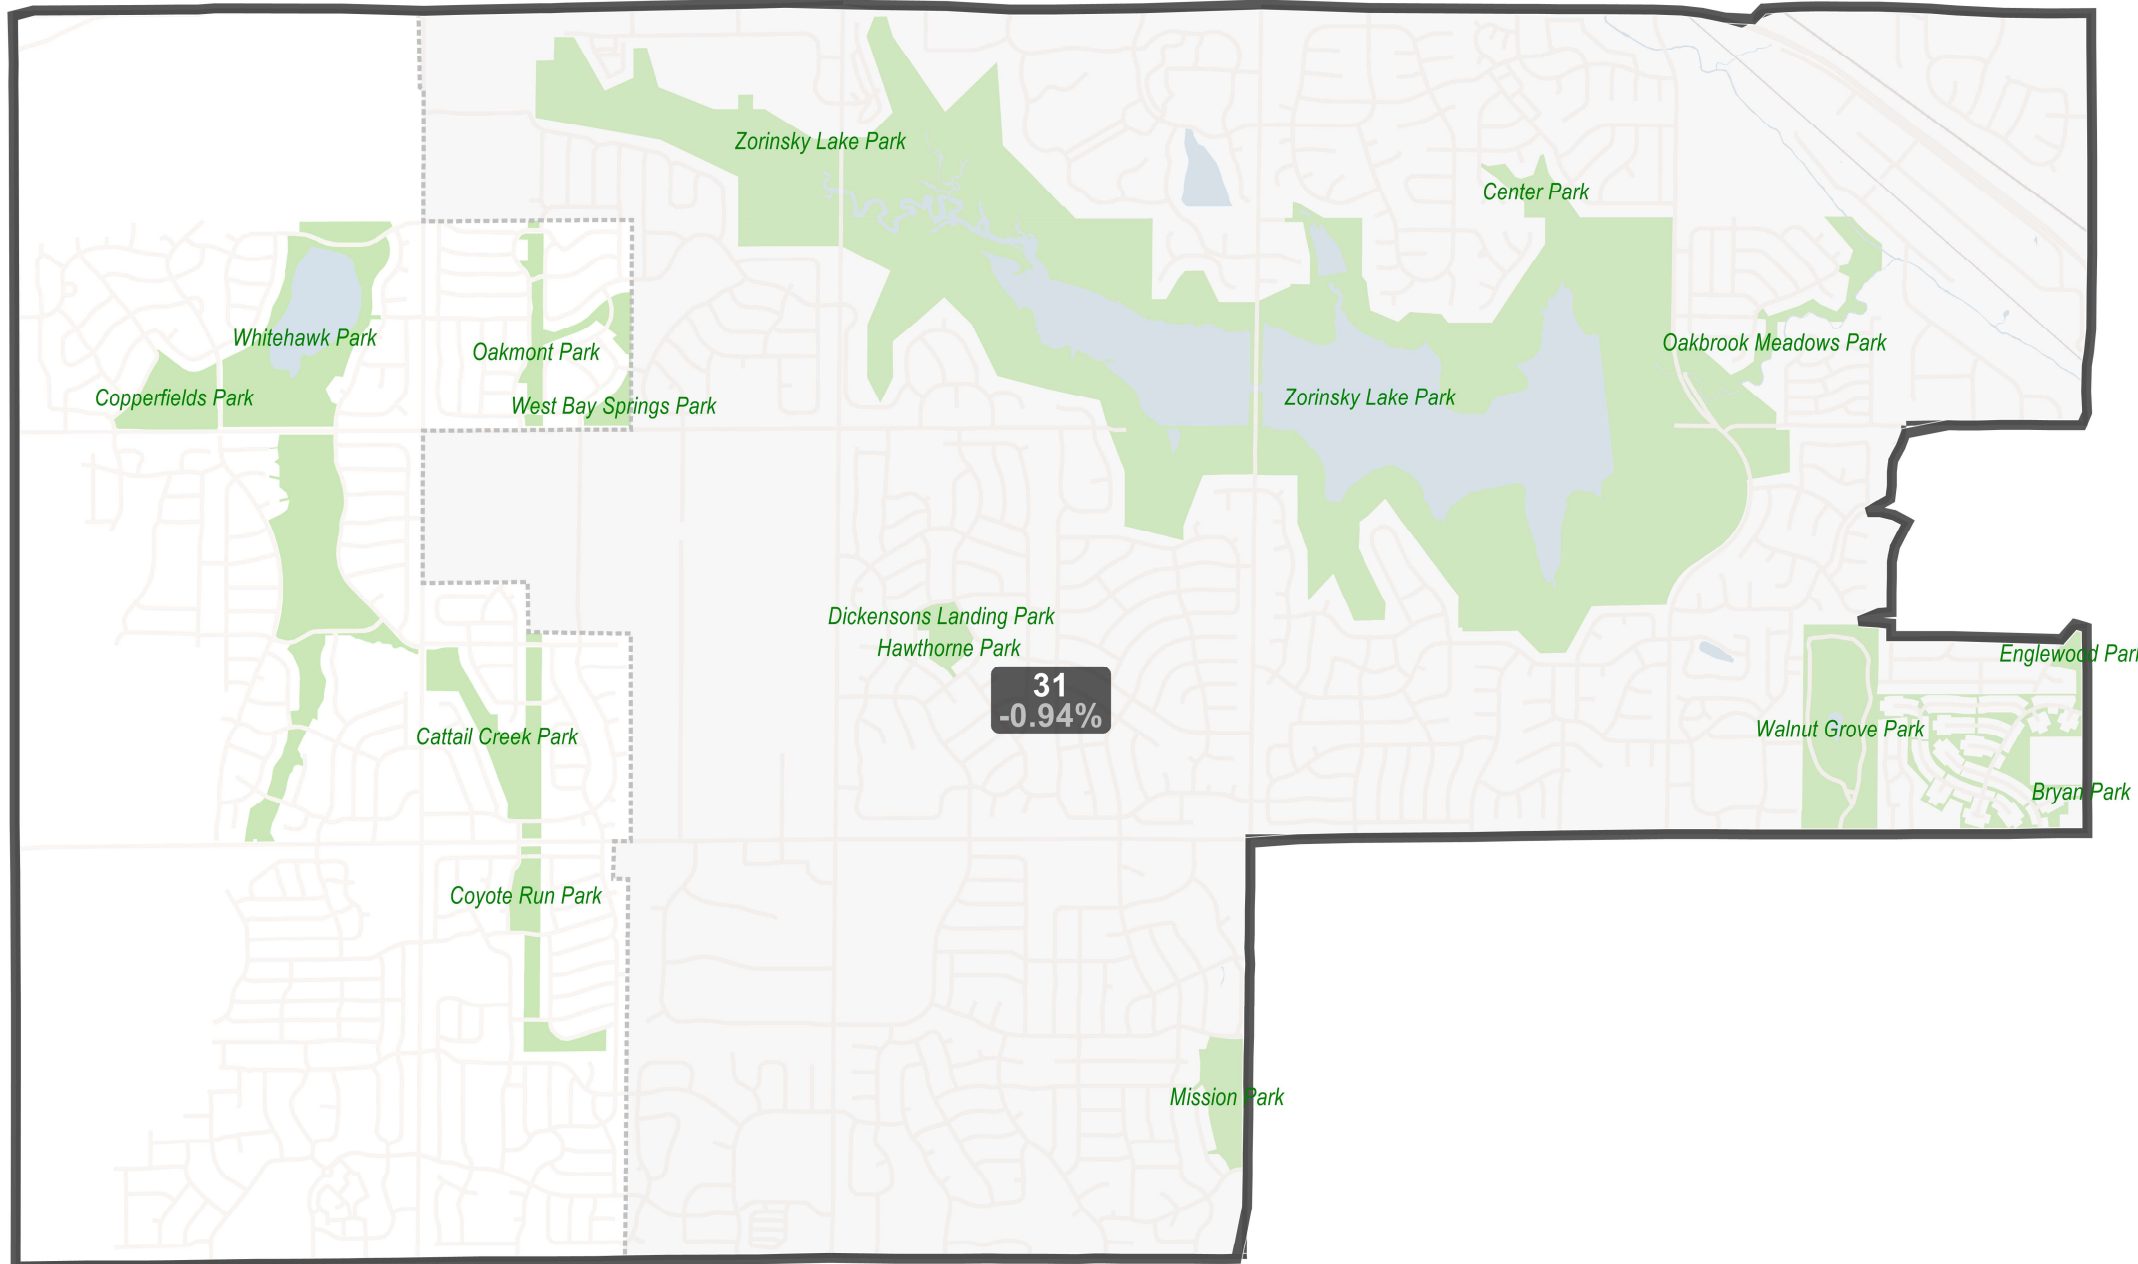 Zorinsky Lake Park
Center Park
Whitehawk Park
Oakmont Park
Oakbrook Meadows Park
Copperfields Park
West Bay Springs Park
Zorinsky Lake Park
Dickensons Landing Park
Hawthorne Park
Englewood Park
31
-0.94%
Cattail Creek Park
Walnut Grove Park
Bryan Park
Coyote Run Park
Mission Park